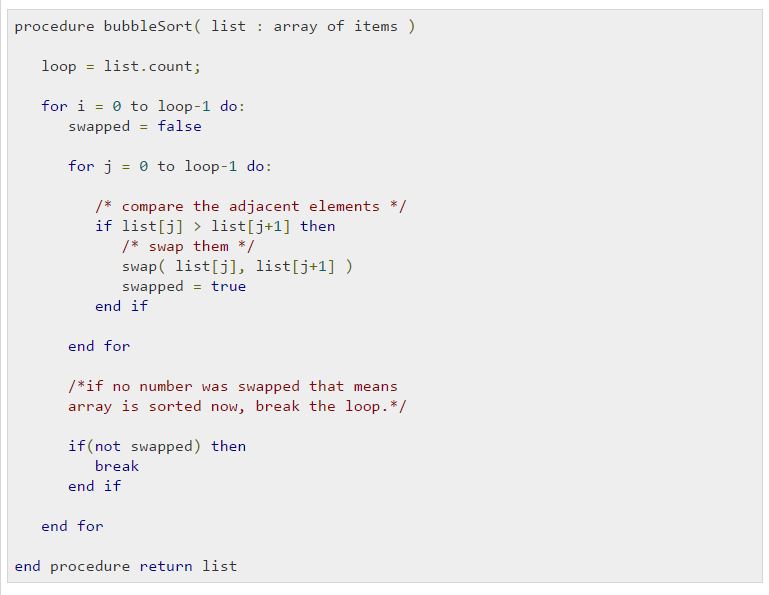 procedure bubbleSort( list : array of items )
loop = list.count;
for i = 0 to loop-1 do:
swapped = false
for j = 0 to loop-1 do:
/* compare the adjacent elements */
if list[j] > list[j+1] then
/* swap them */
swap( list[j], list[j+1] )
swapped = true
end if
end for
/*if no number was swapped that means
array is sorted now, break the loop.*/
if(not swapped) then
break
end if
end for
end procedure return list